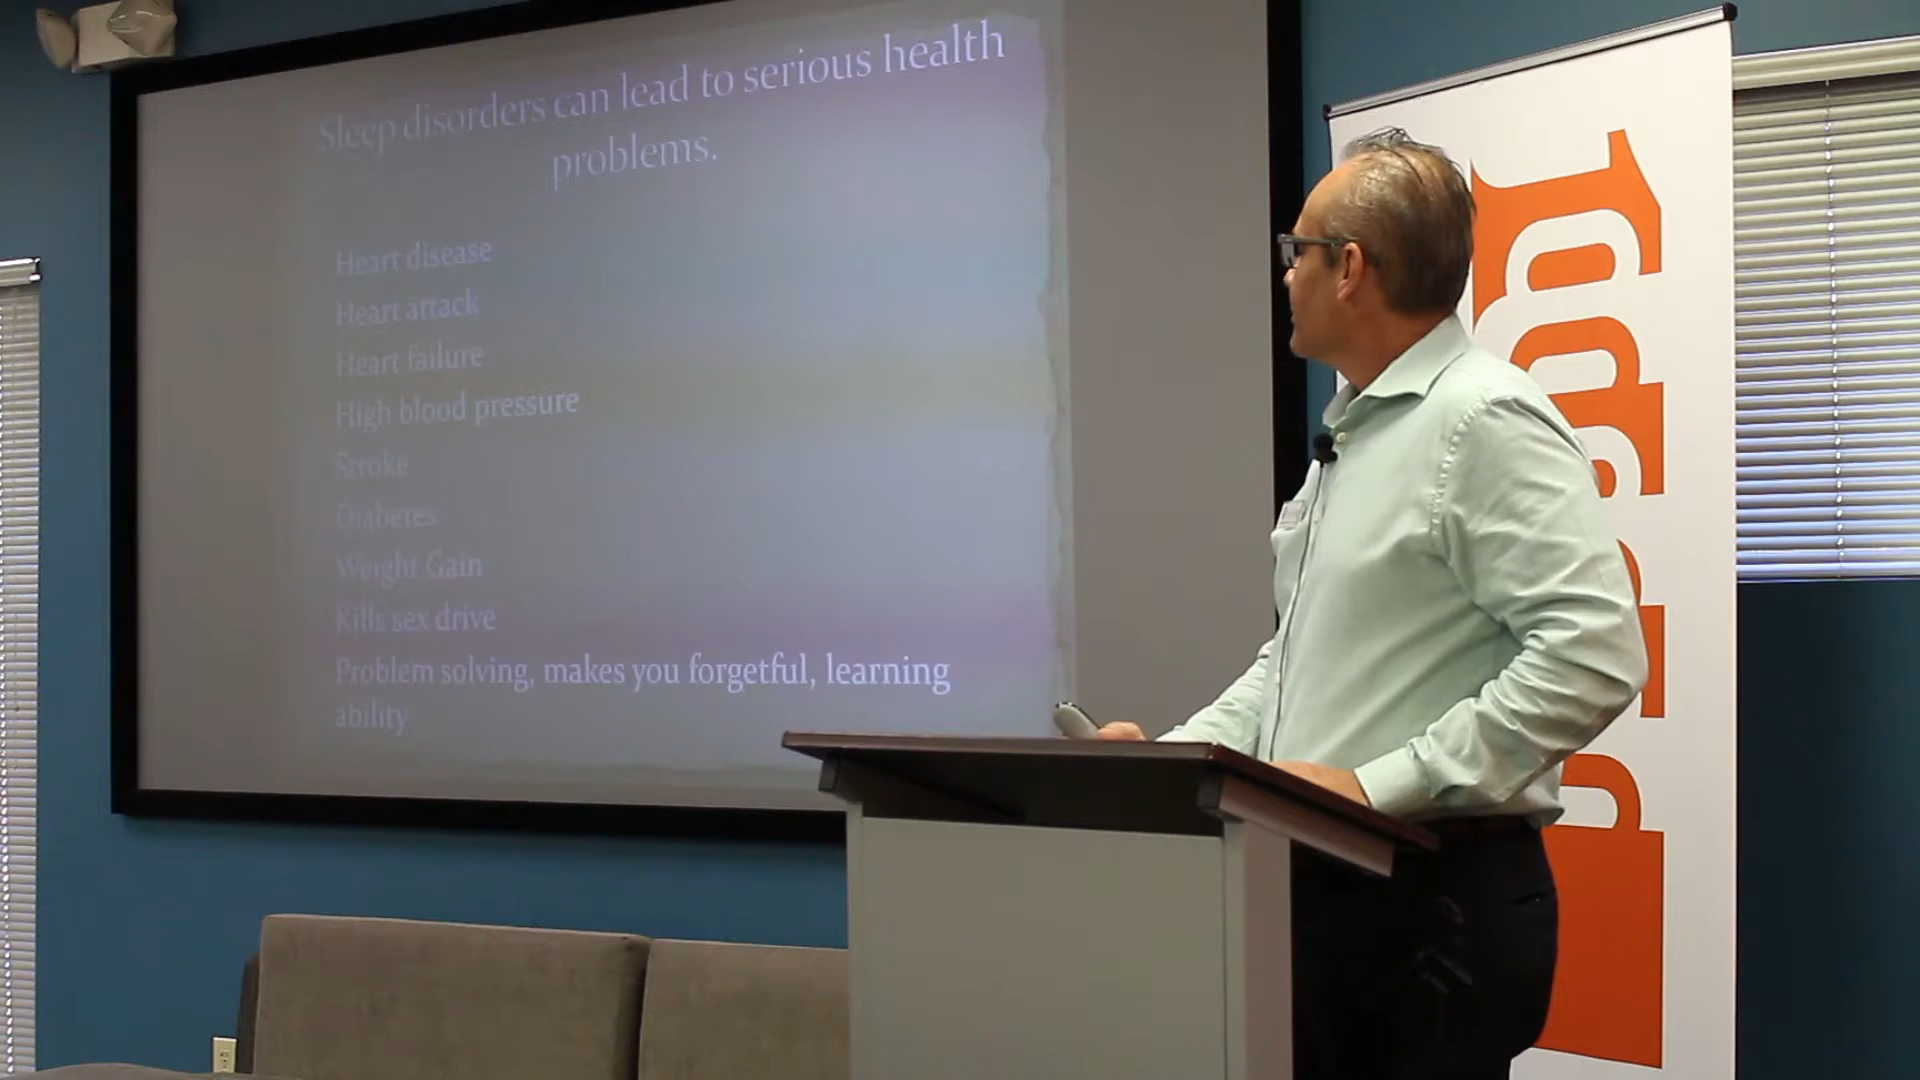 Sleep disorders can lead to serious health
problems.
Heart disease
Heart attack
Heart failure
High blood pressure
Stroke
Diabetes
Weight Gain
Kills sex drive
Problem solving, makes you forgetful, learning
ability